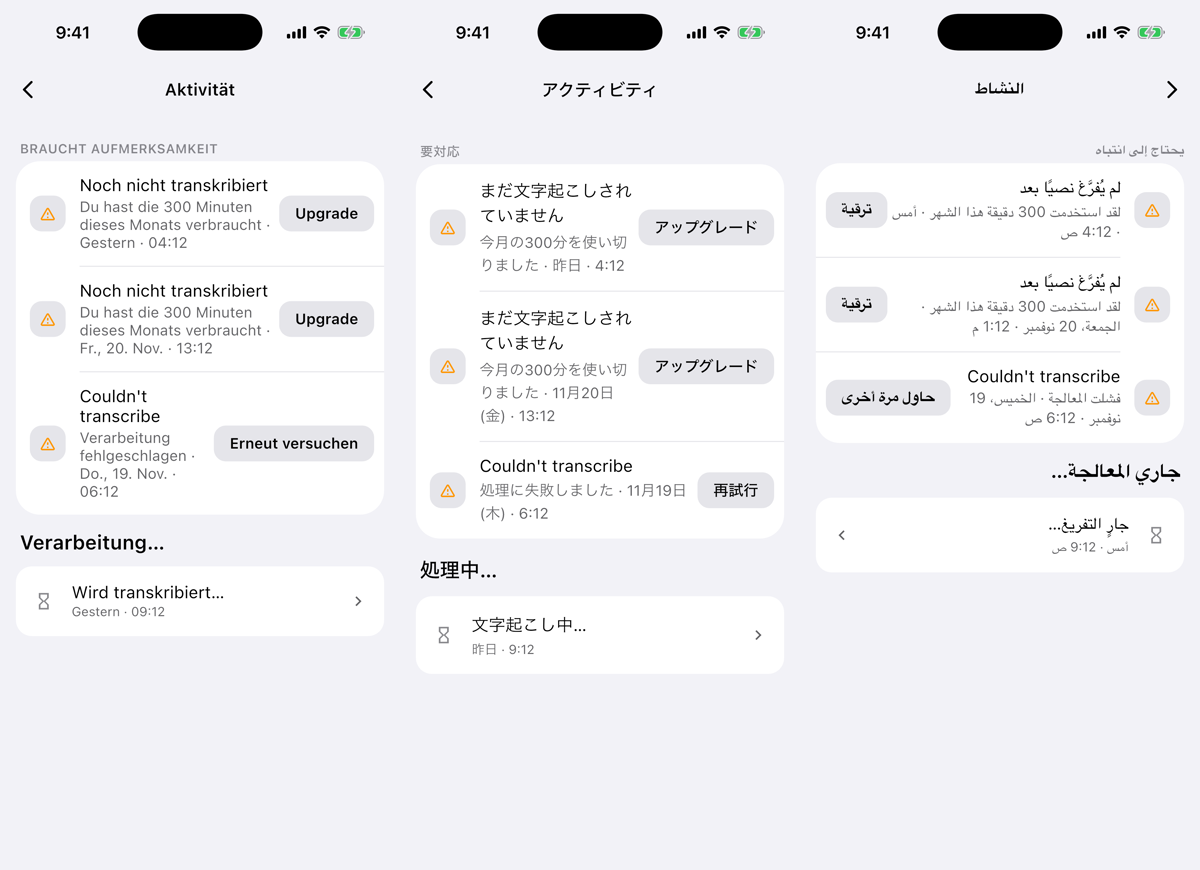 9:41
Aktivität
BRAUCHT AUFMERKSAMKEIT
Noch nicht transkribiert
Du hast die 300 Minuten
dieses Monats verbraucht ·
Gestern · 04:12
Upgrade
Noch nicht transkribiert
Du hast die 300 Minuten
dieses Monats verbraucht ·
Fr., 20. Nov. · 13:12
Upgrade
Couldn't
transcribe
Verarbeitung
fehlgeschlagen ·
Do., 19. Nov. ·
06:12
Erneut versuchen
Verarbeitung...
Wird transkribiert...
Gestern · 09:12
9:41
アクティビティ
要対応
まだ文字起こしされ
ていません
今月の300分を使い切
りました · 昨日 · 4:12
アップグレード
まだ文字起こしされ
ていません
今月の300分を使い切
りました · 11月20日
(金) · 13:12
アップグレード
Couldn't transcribe
処理に失敗しました · 11月19日
(木) · 6:12
再試行
処理中...
文字起こし中...
昨日 · 9:12
9:41
النشاط
يحتاج إلى انتباه
لم يُفرَّغ نصيًا بعد
لقد استخدمت 300 دقيقة هذا الشهر · أمس
· 4:12 ص
ترقية
لم يُفرَّغ نصيًا بعد
لقد استخدمت 300 دقيقة هذا الشهر ·
الجمعة، 20 نوفمبر · 1:12 م
ترقية
Couldn't transcribe
فشلت المعالجة · الخميس، 19
نوفمبر · 6:12 ص
حاول مرة أخرى
جاري المعالجة...
جارٍ التفريغ...
أمس · 9:12 ص